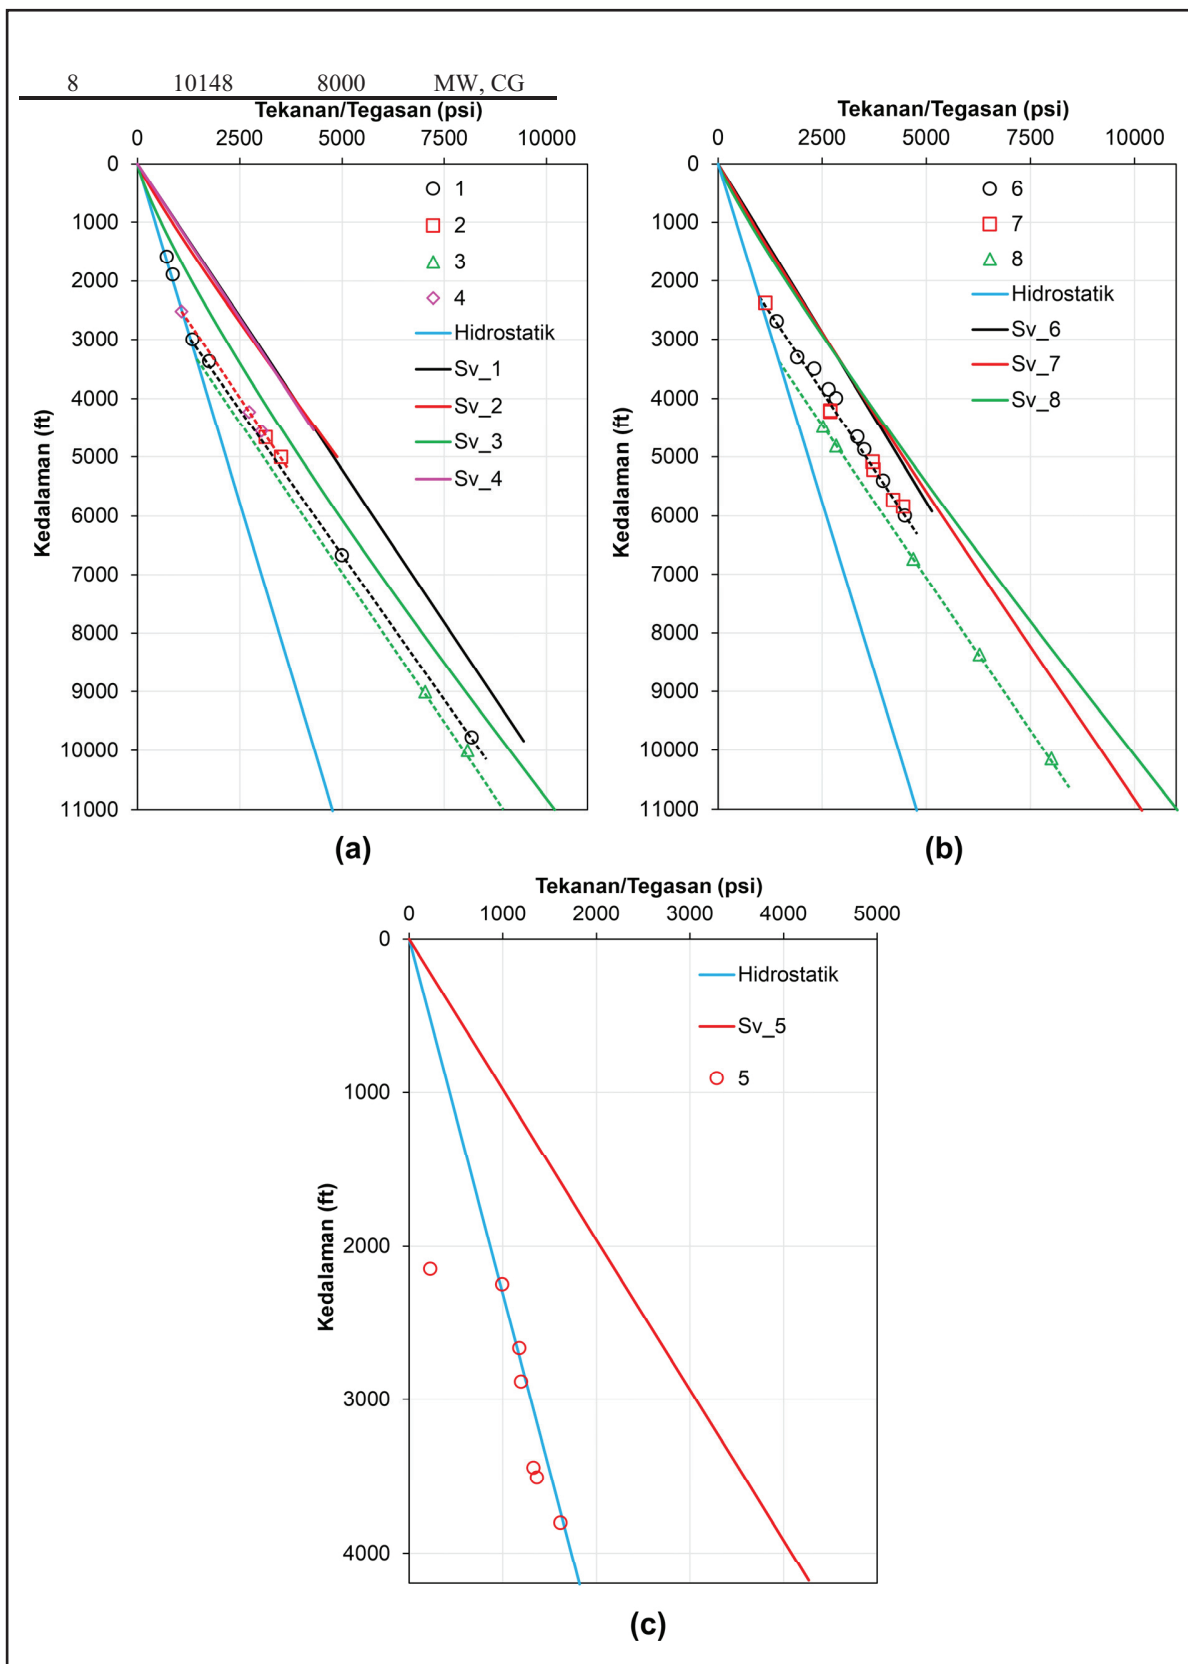 8 10148 8000 MW, CG
Tekanan/Tegasan (psi)
0 2500 5000 7500 10000
0
1000
2000
3000
4000
5000
6000
7000
8000
9000
10000
11000
Kedalaman (ft)
1
2
3
4
Hidrostatik
Sv_1
Sv_2
Sv_3
Sv_4
(a)
Tekanan/Tegasan (psi)
0 2500 5000 7500 10000
0
1000
2000
3000
4000
5000
6000
7000
8000
9000
10000
11000
Kedalaman (ft)
6
7
8
Hidrostatik
Sv_6
Sv_7
Sv_8
(b)
Tekanan/Tegasan (psi)
0 1000 2000 3000 4000 5000
0
1000
2000
3000
4000
Kedalaman (ft)
Hidrostatik
Sv_5
5
(c)